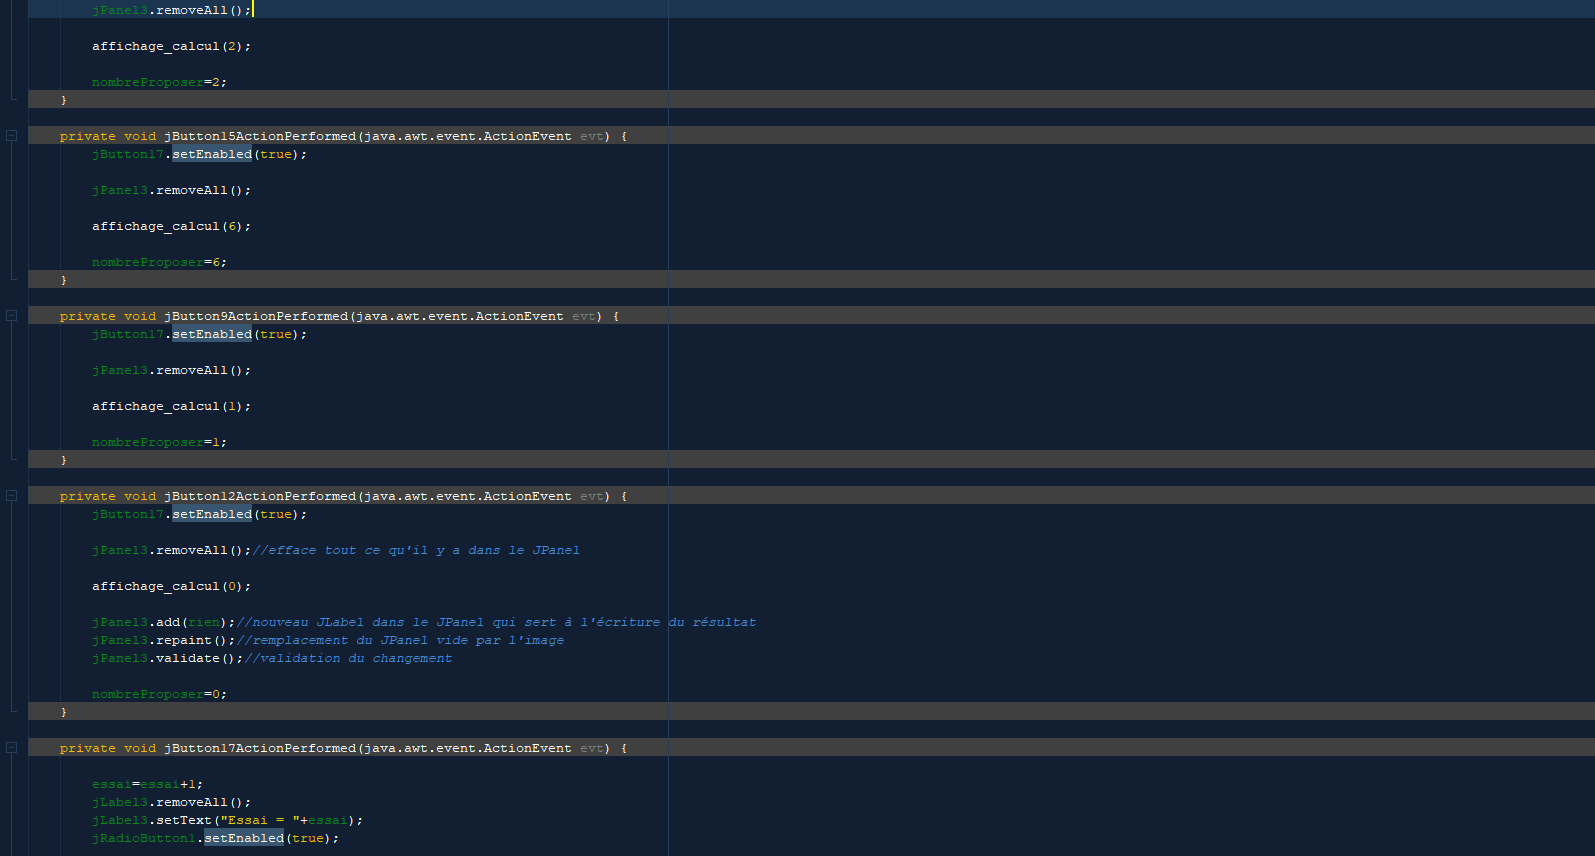 jPanel3.removeAll();
affichage_calcul(2);
nombreProposer=2;
}
private void jButton15ActionPerformed(java.awt.event.ActionEvent evt) {
jButton17.setEnabled(true);
jPanel3.removeAll();
affichage_calcul(6);
nombreProposer=6;
}
private void jButton9ActionPerformed(java.awt.event.ActionEvent evt) {
jButton17.setEnabled(true);
jPanel3.removeAll();
affichage_calcul(1);
nombreProposer=1;
}
private void jButton12ActionPerformed(java.awt.event.ActionEvent evt) {
jButton17.setEnabled(true);
jPanel3.removeAll();//efface tout ce qu'il y a dans le JPanel
affichage_calcul(0);
jPanel3.add(rien);//nouveau JLabel dans le JPanel qui sert à l'écriture du résultat
jPanel3.repaint();//remplacement du JPanel vide par l'image
jPanel3.validate();//validation du changement
nombreProposer=0;
}
private void jButton17ActionPerformed(java.awt.event.ActionEvent evt) {
essai=essai+1;
jLabel3.removeAll();
jLabel3.setText("Essai = "+essai);
jRadioButton1.setEnabled(true);